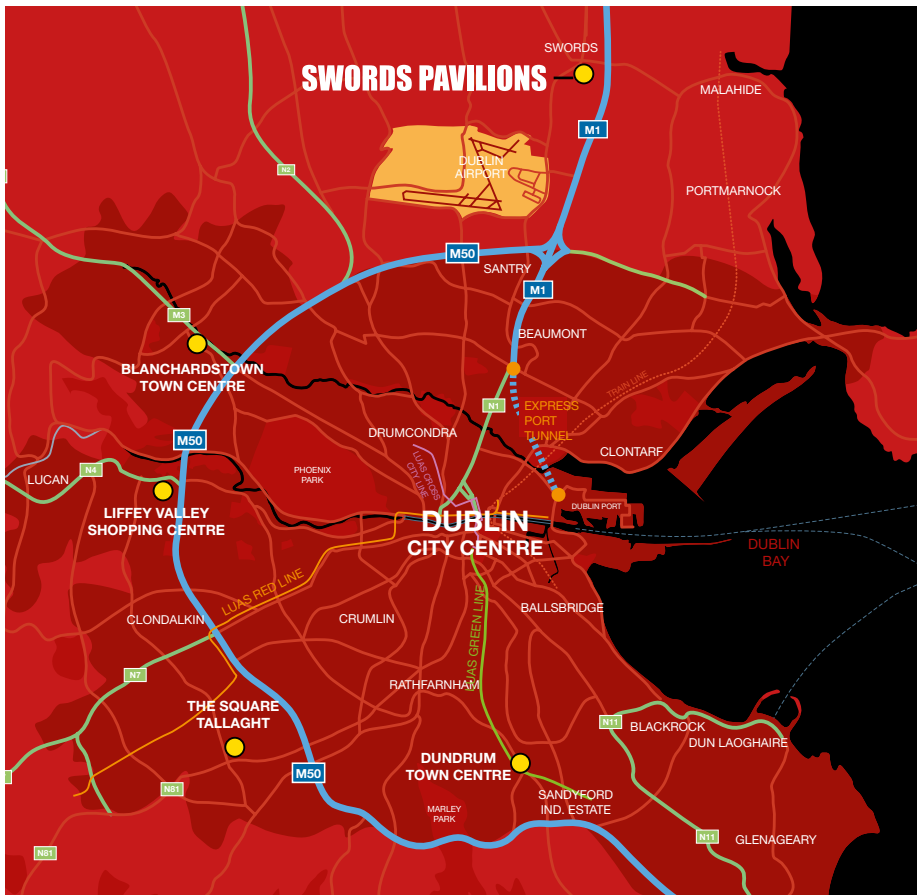 SWORDS
SWORDS PAVILIONS
MALAHIDE
M1
DUBLIN
AIRPORT
N2
PORTMARNOCK
M50
SANTRY
M1
M3
BEAUMONT
BLANCHARDSTOWN
TOWN CENTRE
TRAIN LINE
N1
EXPRESS
PORT
TUNNEL
DRUMCONDRA
M50
CLONTARF
LUAS CROSS
CITY LINE
N4
LUCAN
PHOENIX
PARK
LIFFEY VALLEY
SHOPPING CENTRE
DUBLIN PORT
DUBLIN
CITY CENTRE
DUBLIN
BAY
LUAS RED LINE
BALLSBRIDGE
CLONDALKIN
CRUMLIN
LUAS GREEN LINE
N7
RATHFARNHAM
THE SQUARE
TALLAGHT
N11
BLACKROCK
DUN LAOGHAIRE
DUNDRUM
TOWN CENTRE
M50
N81
SANDYFORD
IND. ESTATE
MARLEY
PARK
N11
GLENAGEARY
N81